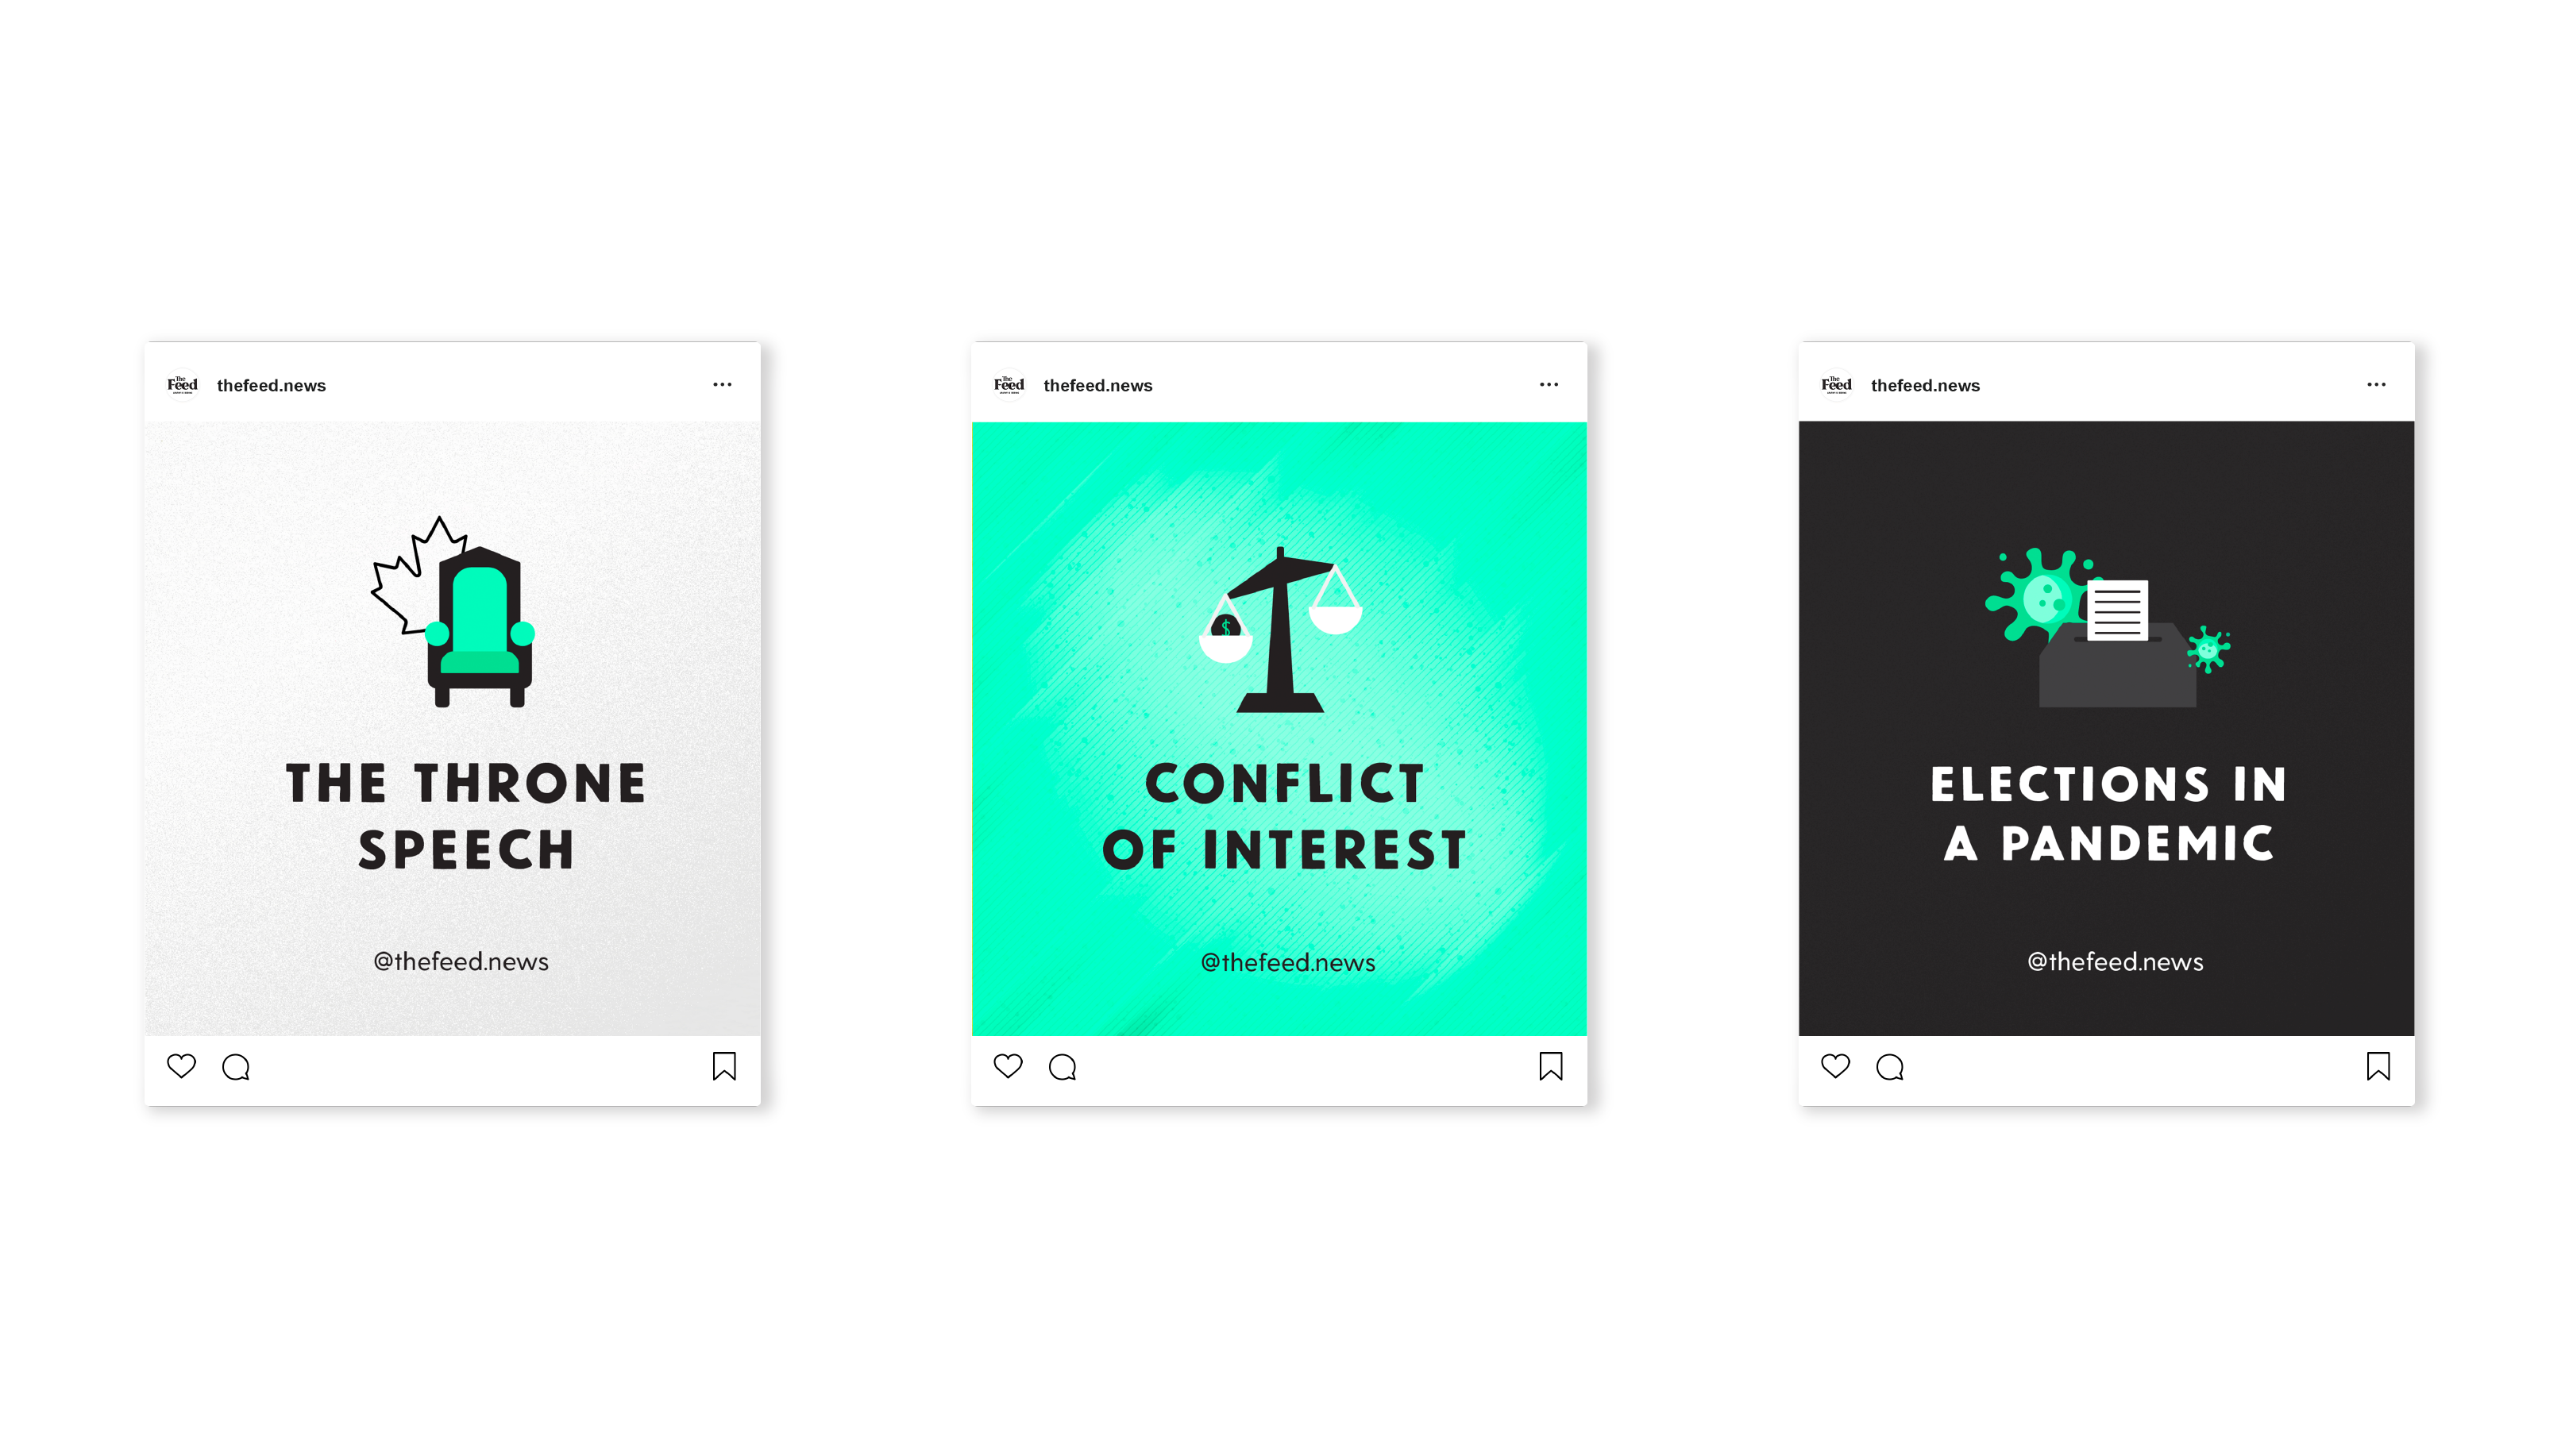 The
Feed
thefeed.news
THE THRONE
SPEECH
@thefeed.news
The
Feed
thefeed.news
$
CONFLICT
OF INTEREST
@thefeed.news
The
Feed
thefeed.news
ELECTIONS IN
A PANDEMIC
@thefeed.news